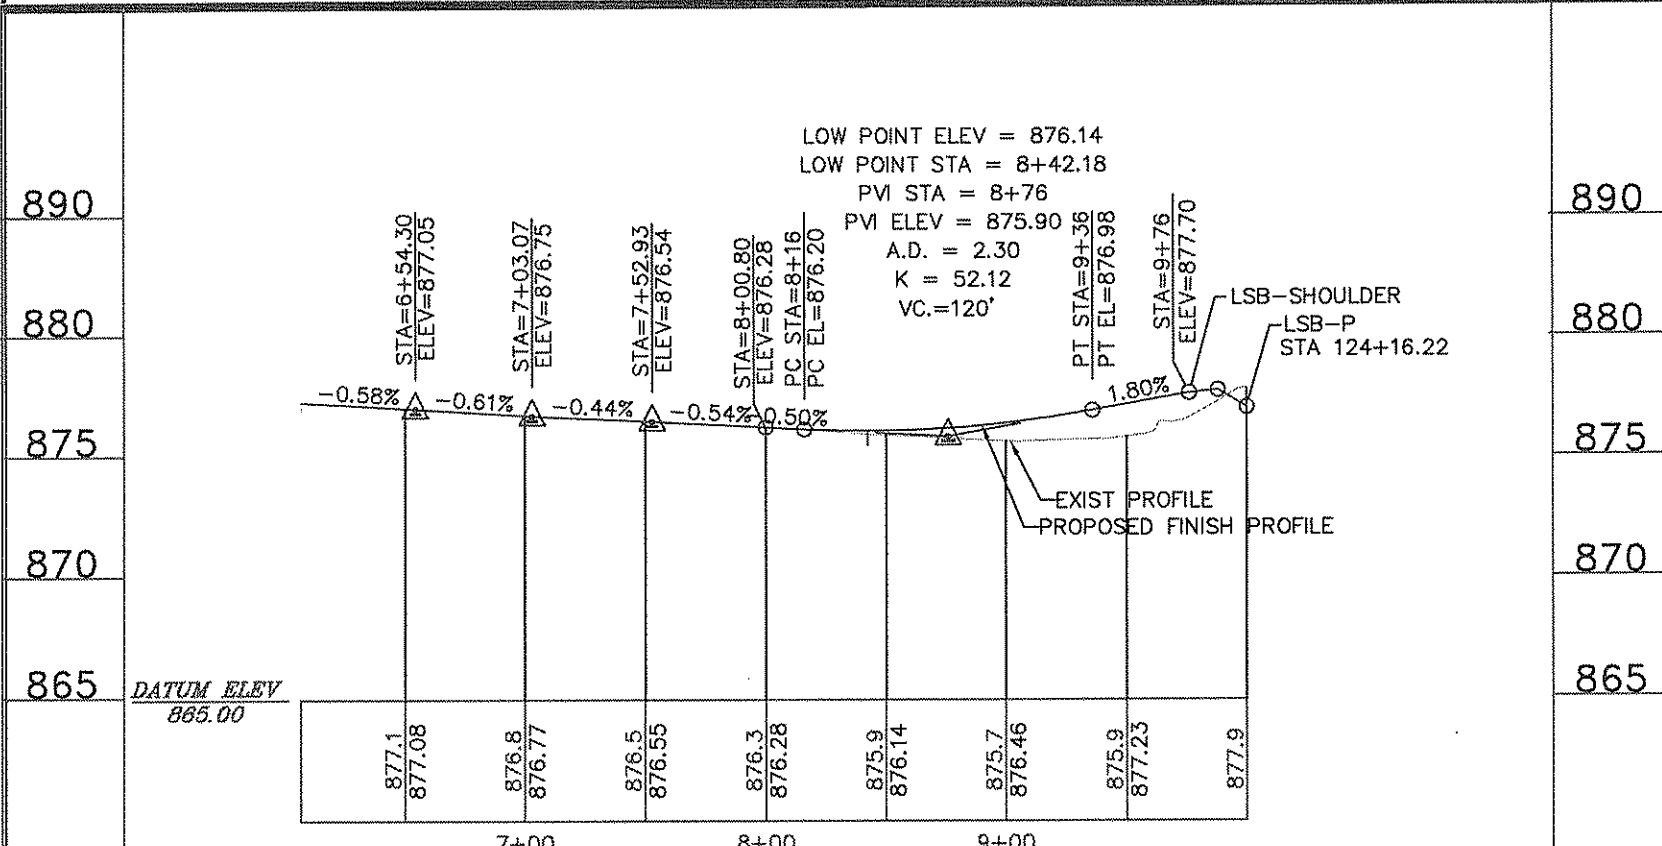 LOW POINT ELEV = 876.14
LOW POINT STA = 8+42.18
PVI STA = 8+76
PVI ELEV = 875.90
A.D. = 2.30
K = 52.12
VC.=120'
890
880
875
870
865
890
880
875
870
865
STA=6+54.30
ELEV=877.05
STA=7+03.07
ELEV=876.75
STA=7+52.93
ELEV=876.54
STA=8+00.80
ELEV=876.28
PC STA=8+16
PC EL=876.20
PT STA=9+36
PT EL=876.98
STA=9+76
ELEV=877.70
LSB-SHOULDER
LSB-P
STA 124+16.22
-0.58%
-0.61%
-0.44%
-0.54%
-0.50%
1.80%
EXIST PROFILE
PROPOSED FINISH PROFILE
DATUM ELEV
865.00
877.1
877.08
876.8
876.77
876.5
876.55
876.3
876.28
875.9
876.14
875.7
876.46
875.9
877.23
877.9
7+00
8+00
9+00